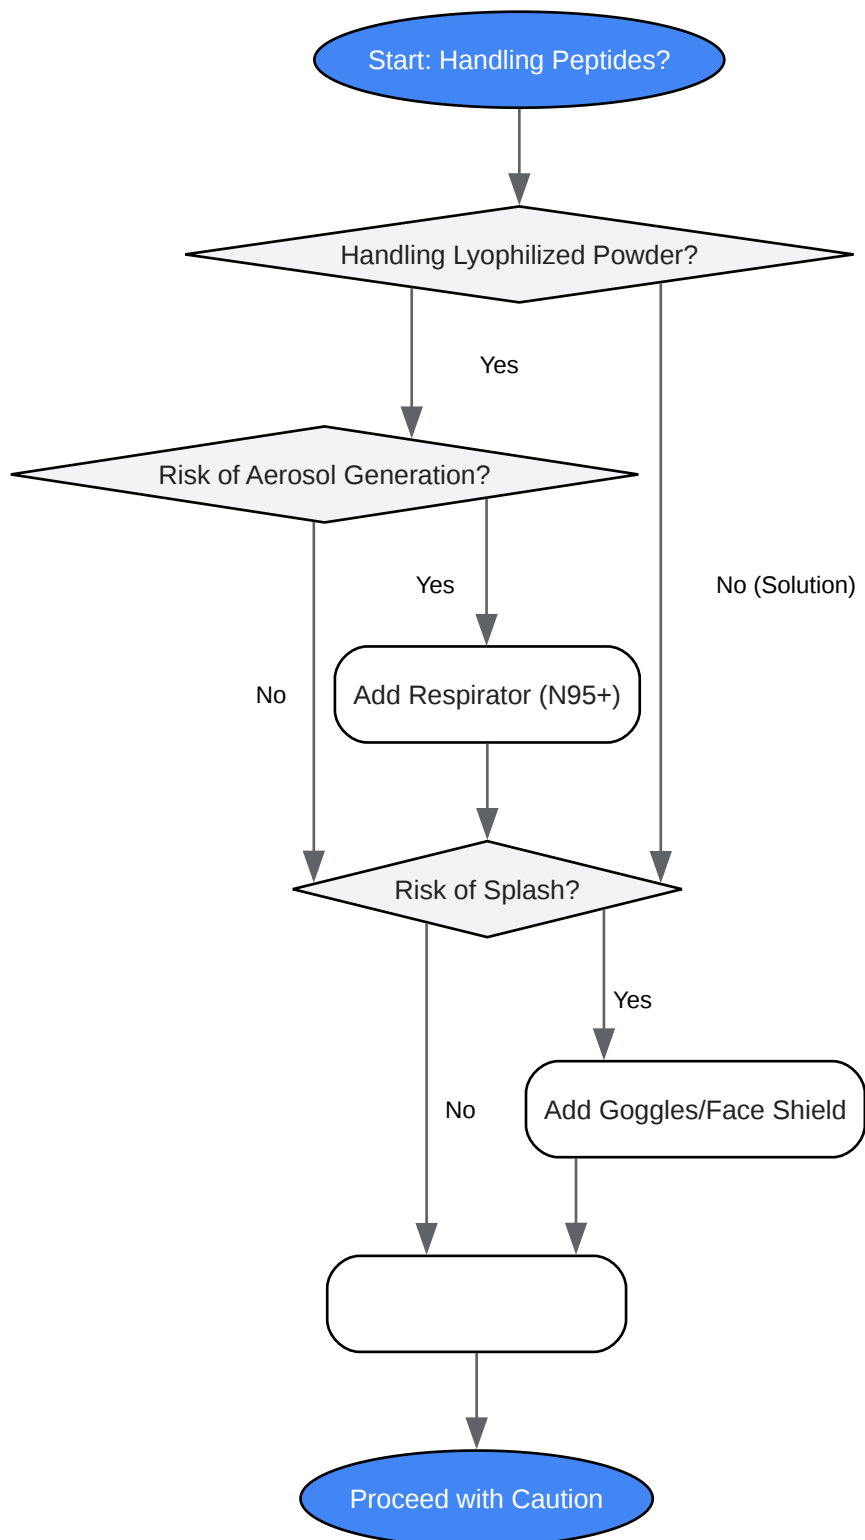 Start: Handling Peptides?
Handling Lyophilized Powder?
Yes
Risk of Aerosol Generation?
Yes
No (Solution)
No
Add Respirator (N95+)
Risk of Splash?
Yes
No
Add Goggles/Face Shield
Proceed with Caution